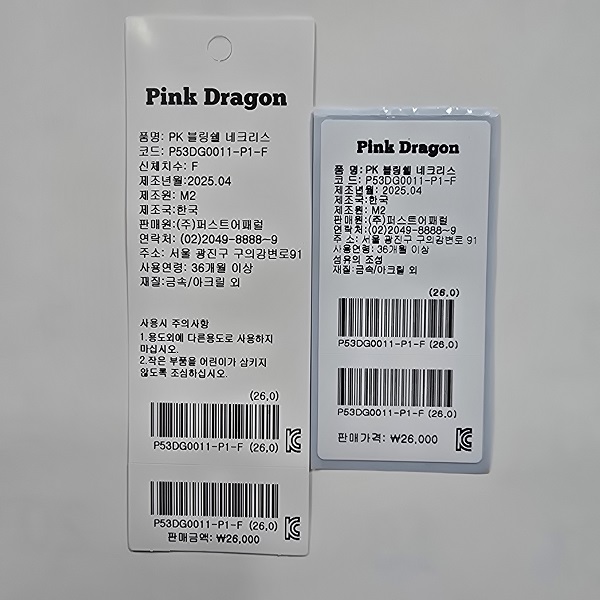 Pink Dragon
품명: PK 블링쉘 네크리스
코드: P53DG0011-P1-F
신체치수: F
제조년월:2025.04
제조원: M2
제조국:한국
판매원:(주)퍼스트어패럴
연락처: (02)2049-8888~9
주소: 서울 광진구 구의강변로91
사용연령: 36개월 이상
재질:금속/아크릴 외
사용시 주의사항
1.용도외에 다른용도로 사용하지
마십시오.
2.작은 부품을 어린이가 삼키지
않도록 조심하십시오.
(26.0)
P53DG0011-P1-F (26.0)
P53DG0011-P1-F (26.0)
판매금액: ₩26,000
Pink Dragon
품 명: PK 블링쉘 네크리스
코 드: P53DG0011-P1-F
제조년월: 2025.04
제조국:한국
제조원: M2
판매원:(주)퍼스트어패럴
연락처:(02)2049-8888~9
주 소: 서울 광진구 구의강변로 91
사용연령: 36개월 이상
섬유의 조성
재질:금속/아크릴 외
(26.0)
P53DG0011-P1-F (26.0)
P53DG0011-P1-F (26.0)
판매가격: ₩26,000